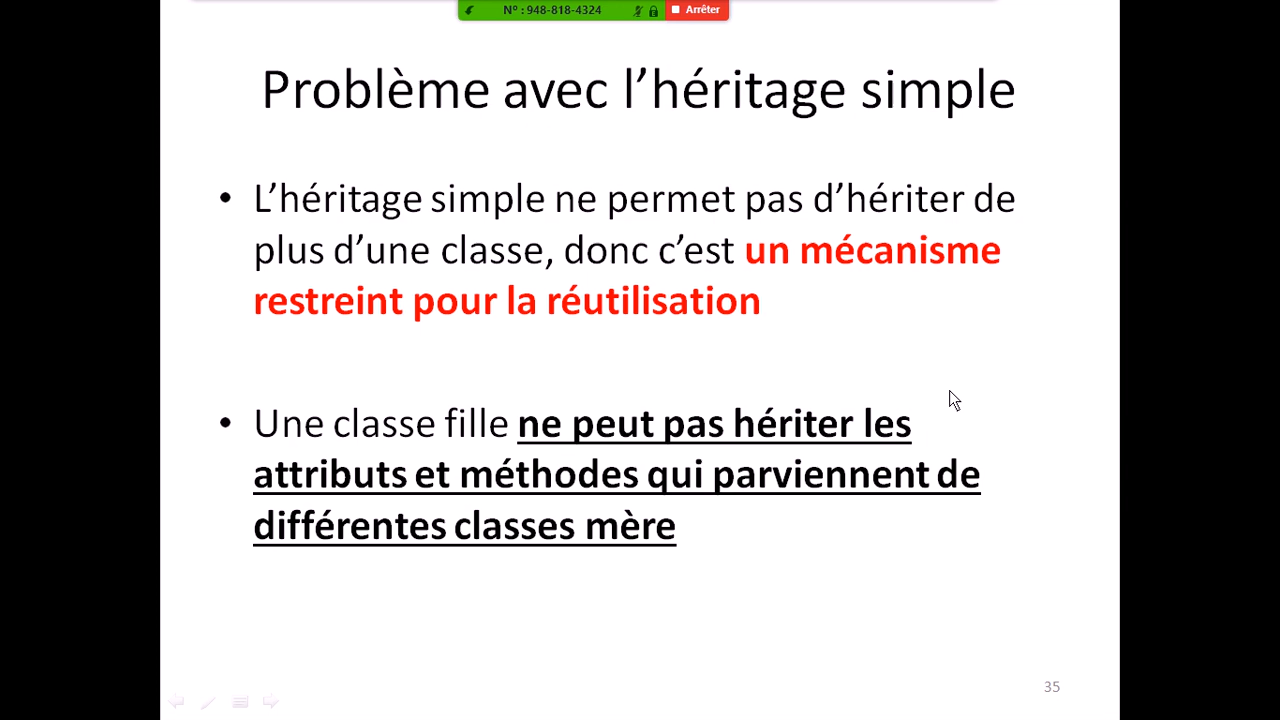 N° : 948-818-4324 Arrêter
Problème avec l’héritage simple
• L’héritage simple ne permet pas d’hériter de
plus d’une classe, donc c’est un mécanisme
restreint pour la réutilisation
• Une classe fille ne peut pas hériter les
attributs et méthodes qui parviennent de
différentes classes mère
35